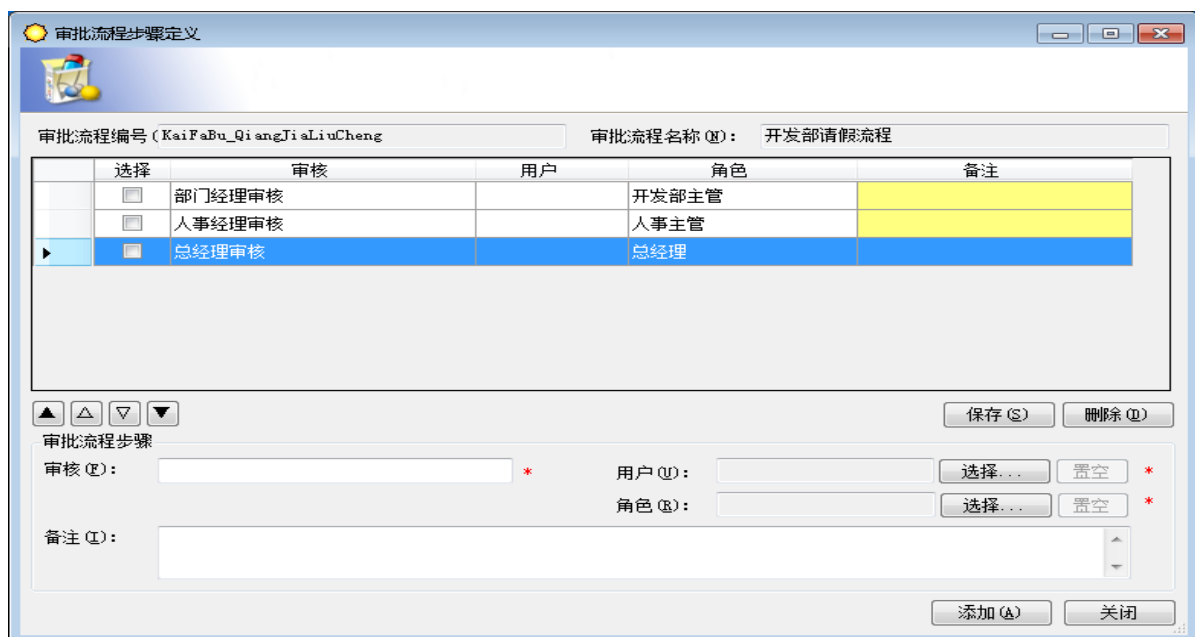 审批流程步骤定义
审批流程编号(KaiFaBu_QiangJiaLiuCheng 审批流程名称(N): 开发部请假流程
选择 审核 用户 角色 备注
部门经理审核 开发部主管
人事经理审核 人事主管
总经理审核 总经理
保存(S) 删除(D)
审批流程步骤
审核(F): * 用户(U): 选择... 置空 *
角色(R): 选择... 置空 *
备注(I):
添加(A) 关闭